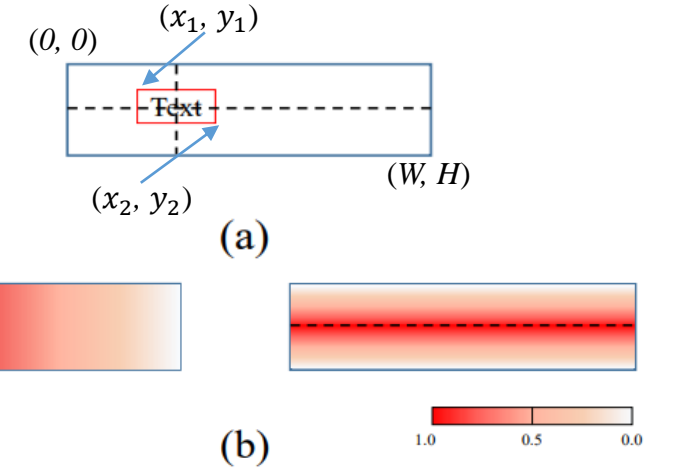 (x₁, y₁)
(0, 0)
Text
(W, H)
(x₂, y₂)
(a)
1.0 0.5 0.0
(b)